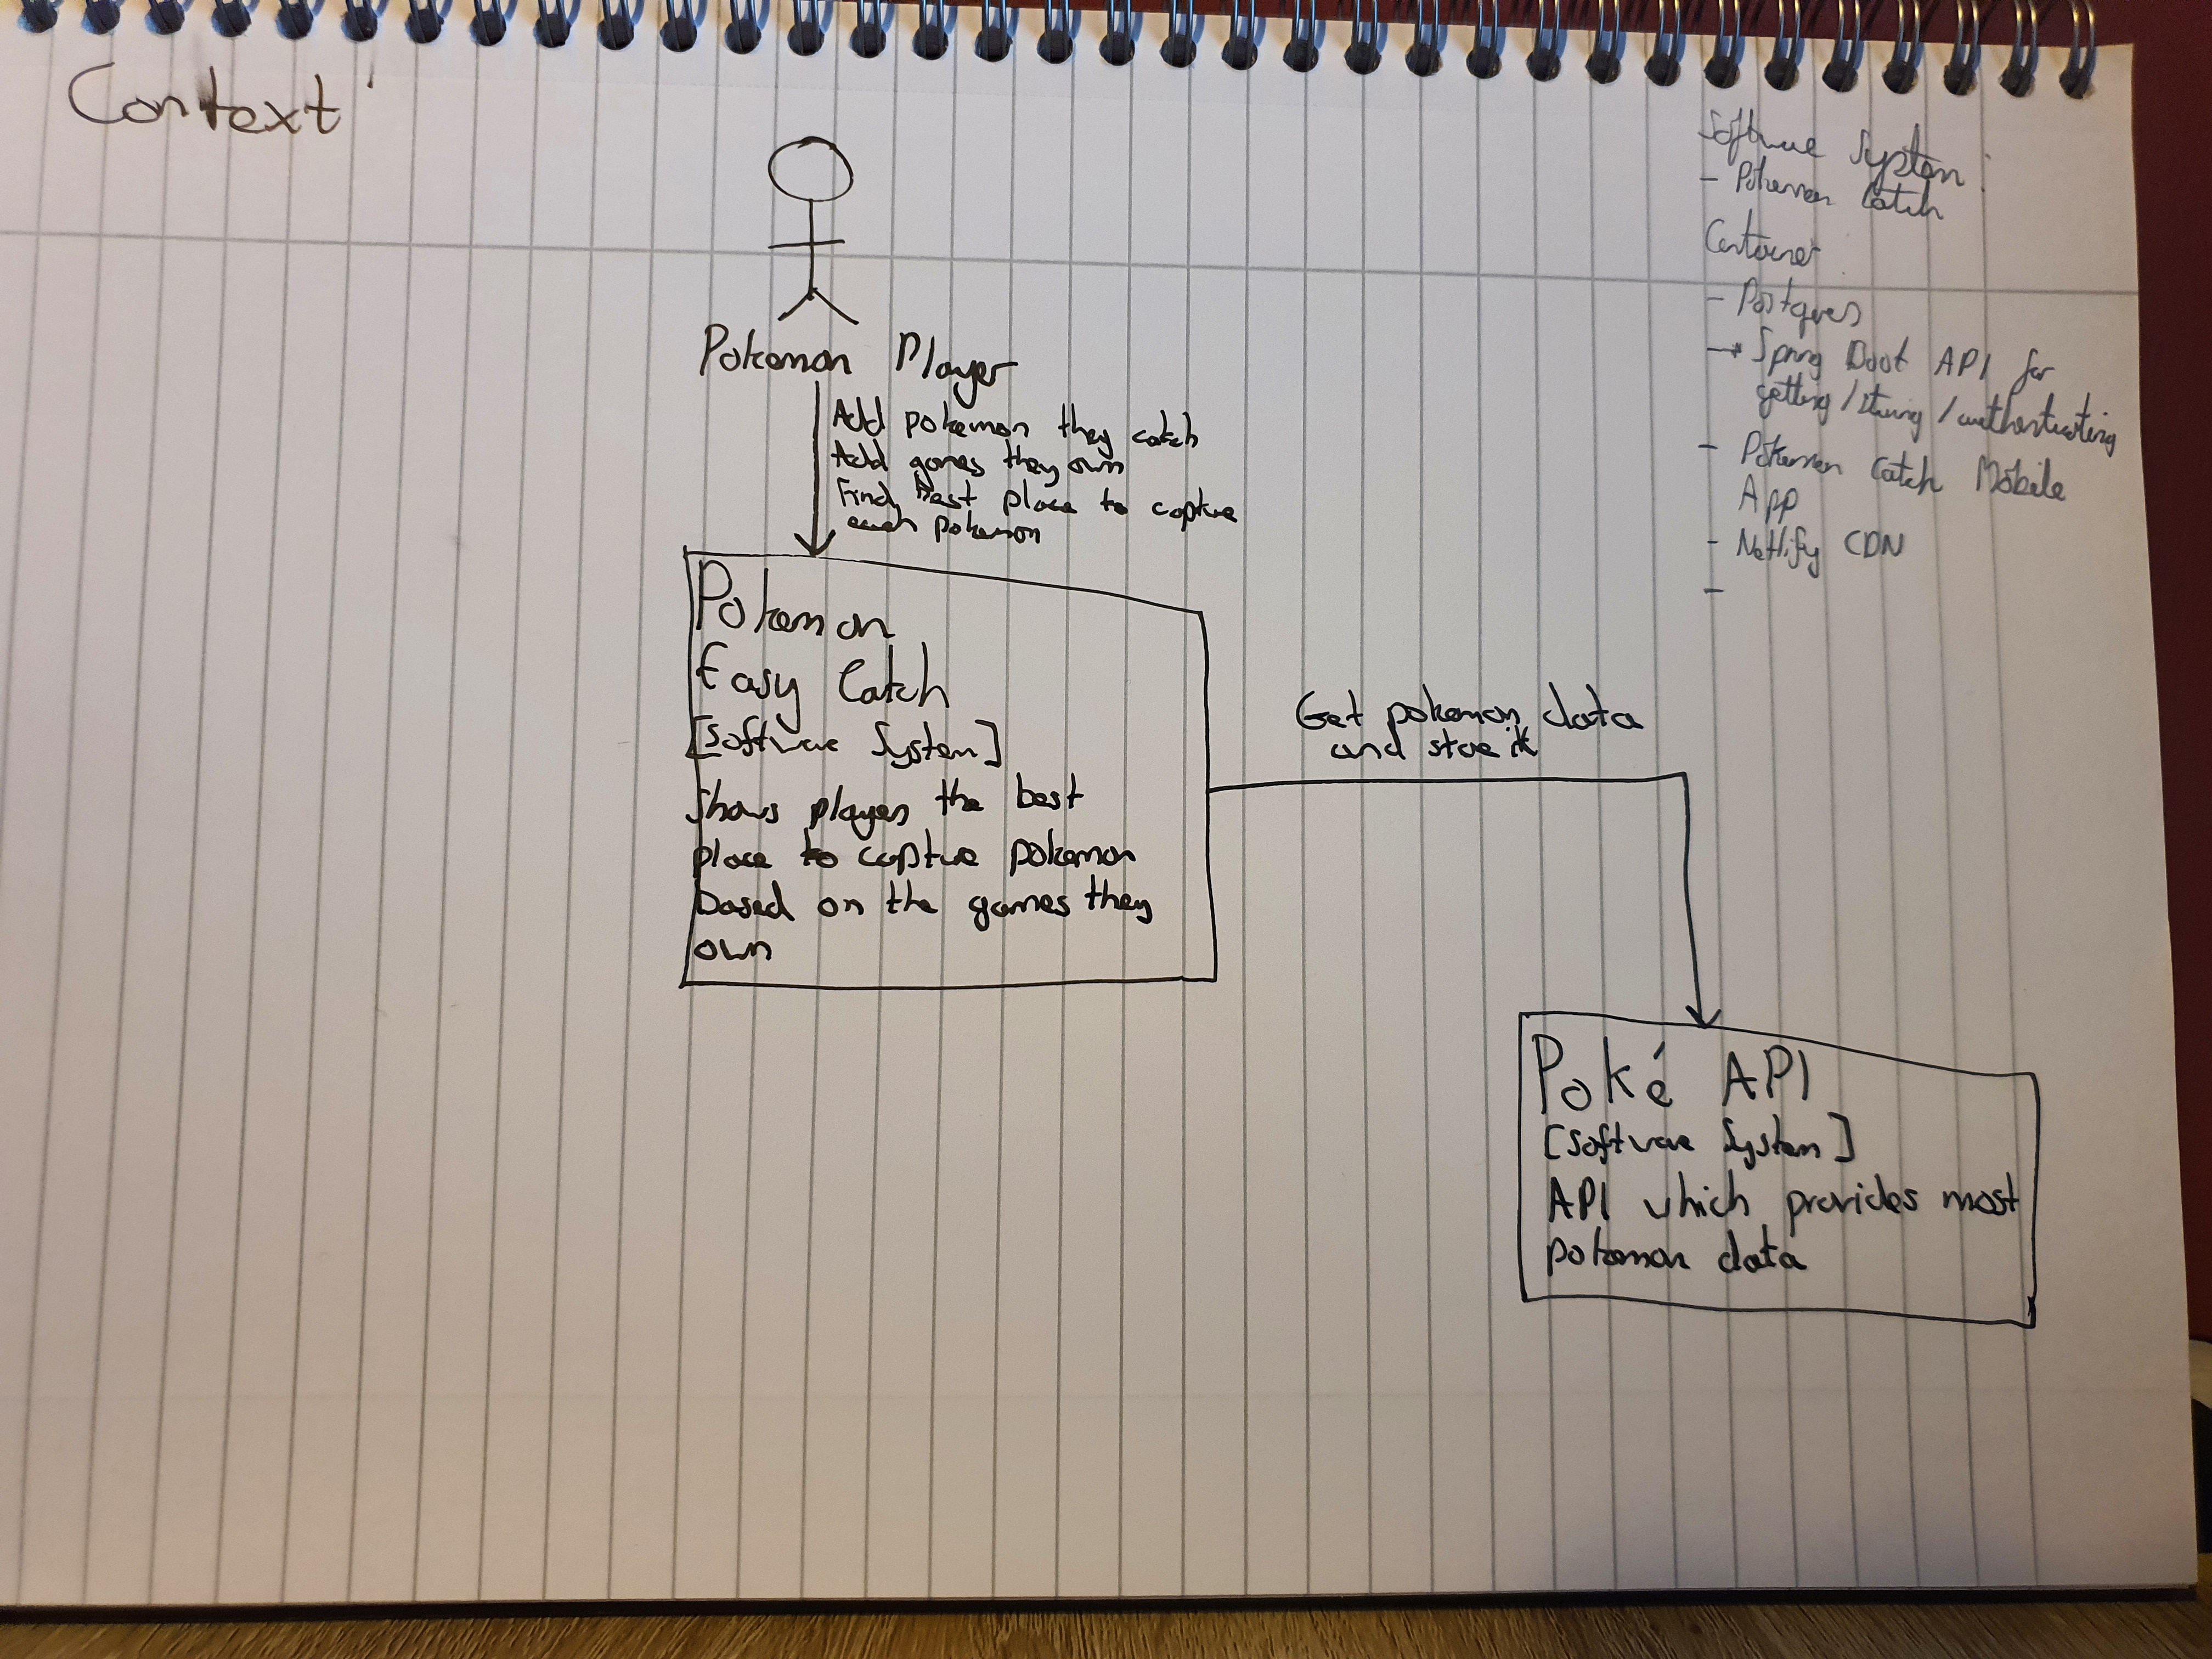 Context
Software System:
- Pokemon Catch
Container
- Postgres
→ Spring Boot API for
getting/storing/authenticating
- Pokemon Catch Mobile
App
- Netlify CDN
-
Pokemon Player
Add pokemon they catch
Add games they own
Find best place to capture
each pokemon
Pokemon
Easy Catch
[Software System]
Shows player the best
place to capture pokemon
based on the games they
own
Get pokemon data
and store it
Poké API
[Software System]
API which provides most
pokemon data